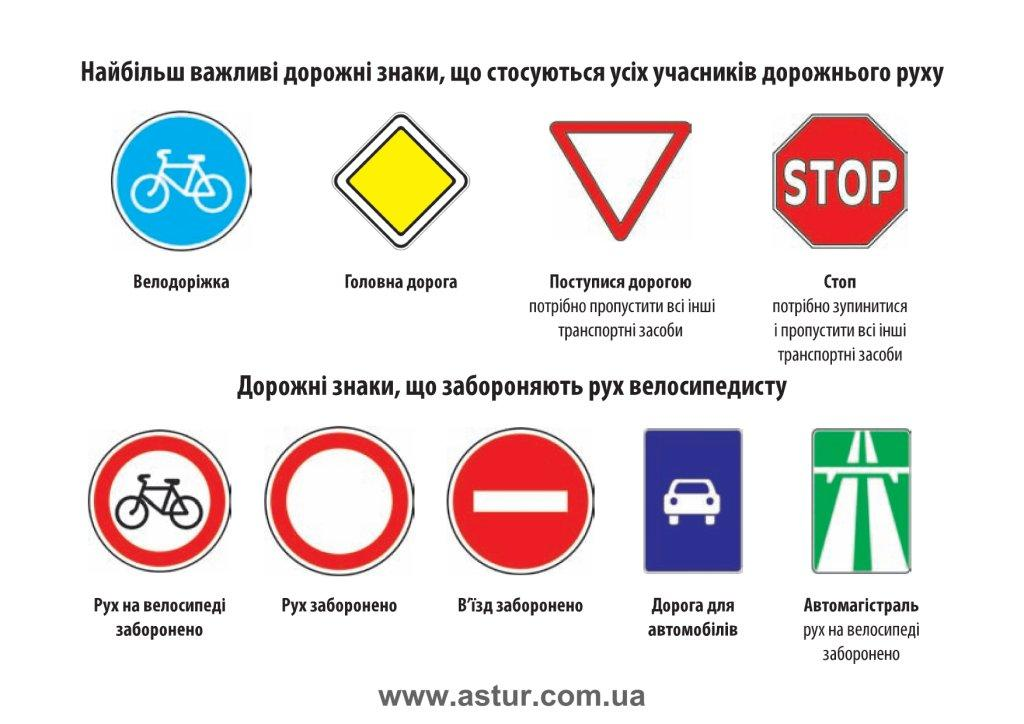 Найбільш важливі дорожні знаки, що стосуються усіх учасників дорожнього руху
STOP
Велодоріжка
Головна дорога
Поступися дорогою
потрібно пропустити всі інші
транспортні засоби
Стоп
потрібно зупинитися
і пропустити всі інші
транспортні засоби
Дорожні знаки, що забороняють рух велосипедисту
Рух на велосипеді
заборонено
Рух заборонено
В’їзд заборонено
Дорога для
автомобілів
Автомагістраль
рух на велосипеді
заборонено
www.astur.com.ua